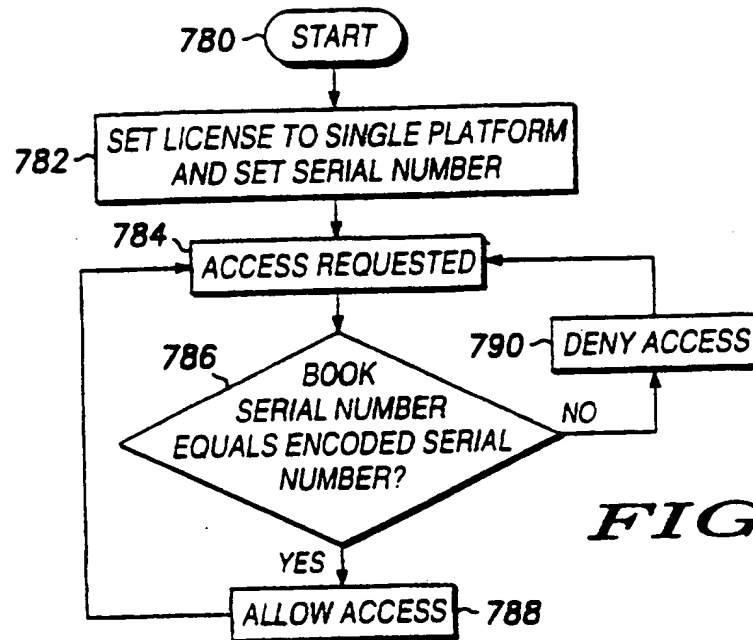 780
START
782
SET LICENSE TO SINGLE PLATFORM
AND SET SERIAL NUMBER
784
ACCESS REQUESTED
786
BOOK
SERIAL NUMBER
EQUALS ENCODED SERIAL
NUMBER?
NO
790
DENY ACCESS
YES
ALLOW ACCESS
788
FIG